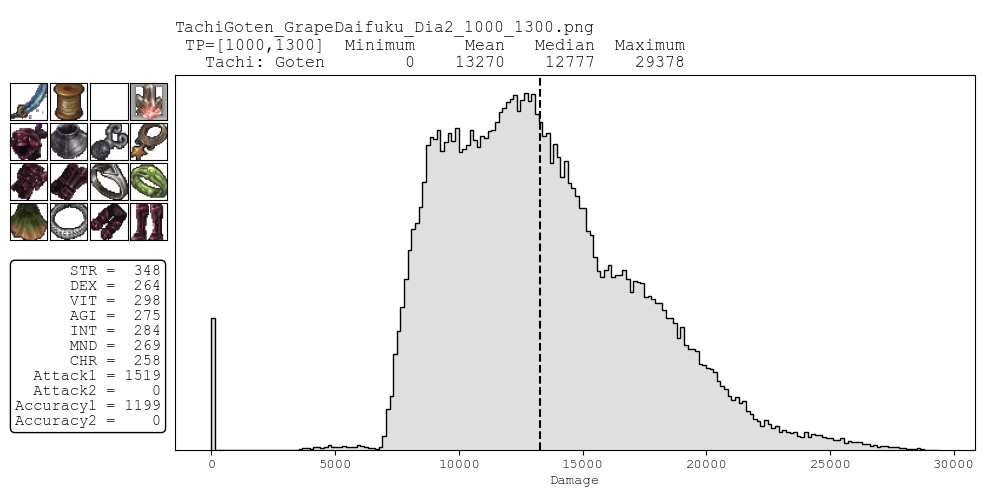 TachiGoten_GrapeDaifuku_Dia2_1000_1300.png
TP=[1000,1300] Minimum Mean Median Maximum
Tachi: Goten 0 13270 12777 29378
STR = 348
DEX = 264
VIT = 298
AGI = 275
INT = 284
MND = 269
CHR = 258
Attack1 = 1519
Attack2 = 0
Accuracy1 = 1199
Accuracy2 = 0
0 5000 10000 15000 20000 25000 30000
Damage